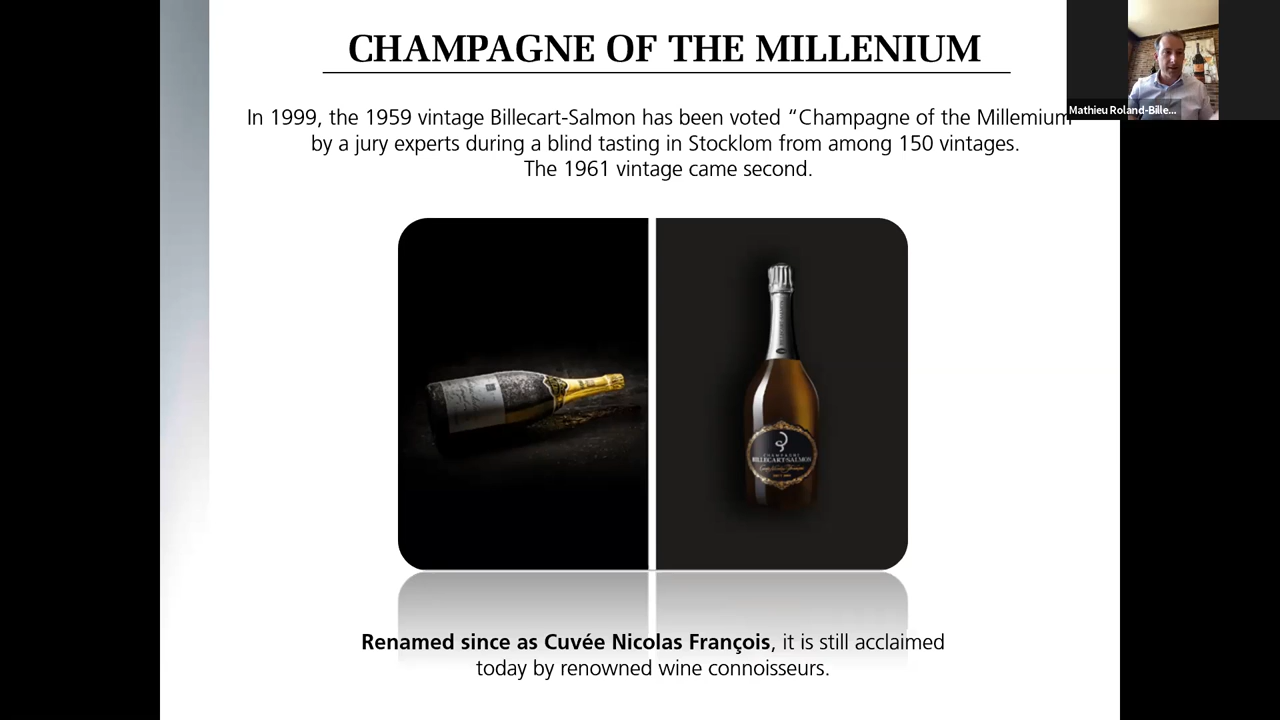 CHAMPAGNE OF THE MILLENIUM
In 1999, the 1959 vintage Billecart-Salmon has been voted “Champagne of the Millemium
by a jury experts during a blind tasting in Stocklom from among 150 vintages.
The 1961 vintage came second.
Mathieu Roland-Bille...
CHAMPAGNE
BILLECART-SALMON
Renamed since as Cuvée Nicolas François, it is still acclaimed
today by renowned wine connoisseurs.